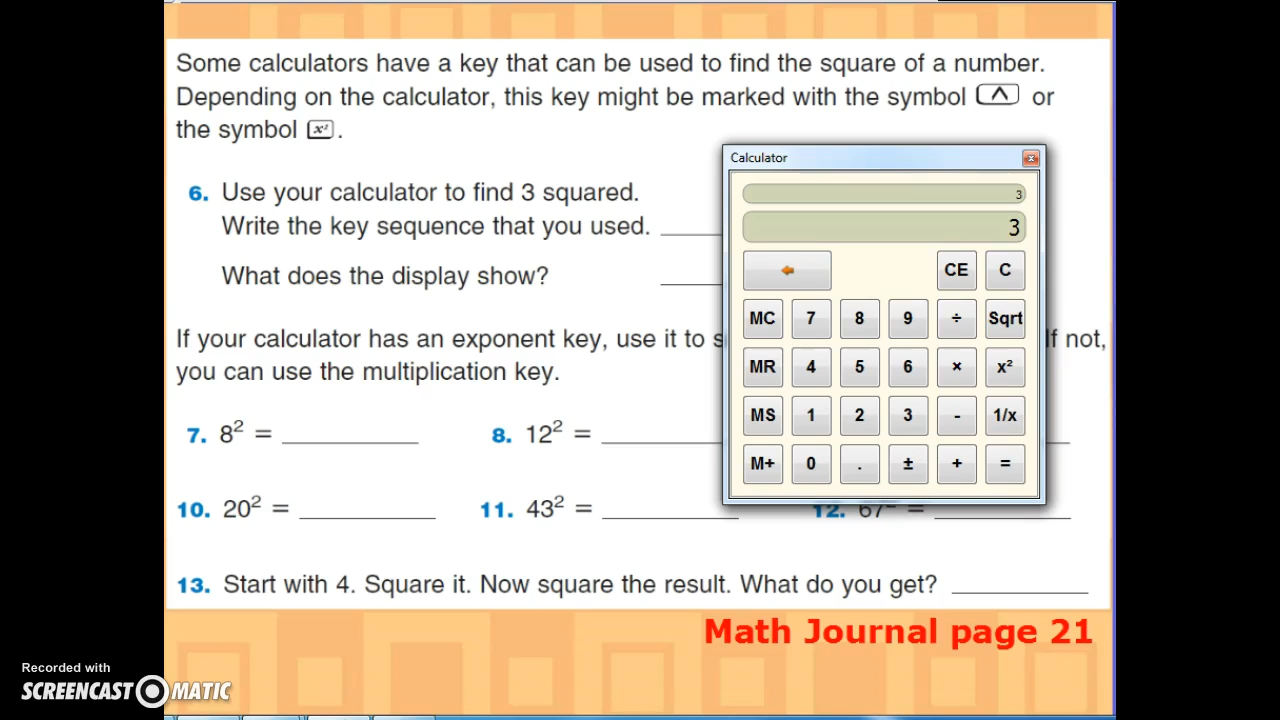 Some calculators have a key that can be used to find the square of a number.
Depending on the calculator, this key might be marked with the symbol ^ or
the symbol x².
6. Use your calculator to find 3 squared.
Write the key sequence that you used.
What does the display show?
If your calculator has an exponent key, use it to If not,
you can use the multiplication key.
7. 8² =
8. 12² =
10. 20² =
11. 43² =
12. 67² =
13. Start with 4. Square it. Now square the result. What do you get?
Calculator
3
3
CE C
MC 7 8 9 ÷ Sqrt
MR 4 5 6 × x²
MS 1 2 3 - 1/x
M+ 0 . ± + =
Math Journal page 21
Recorded with
SCREENCAST MATIC